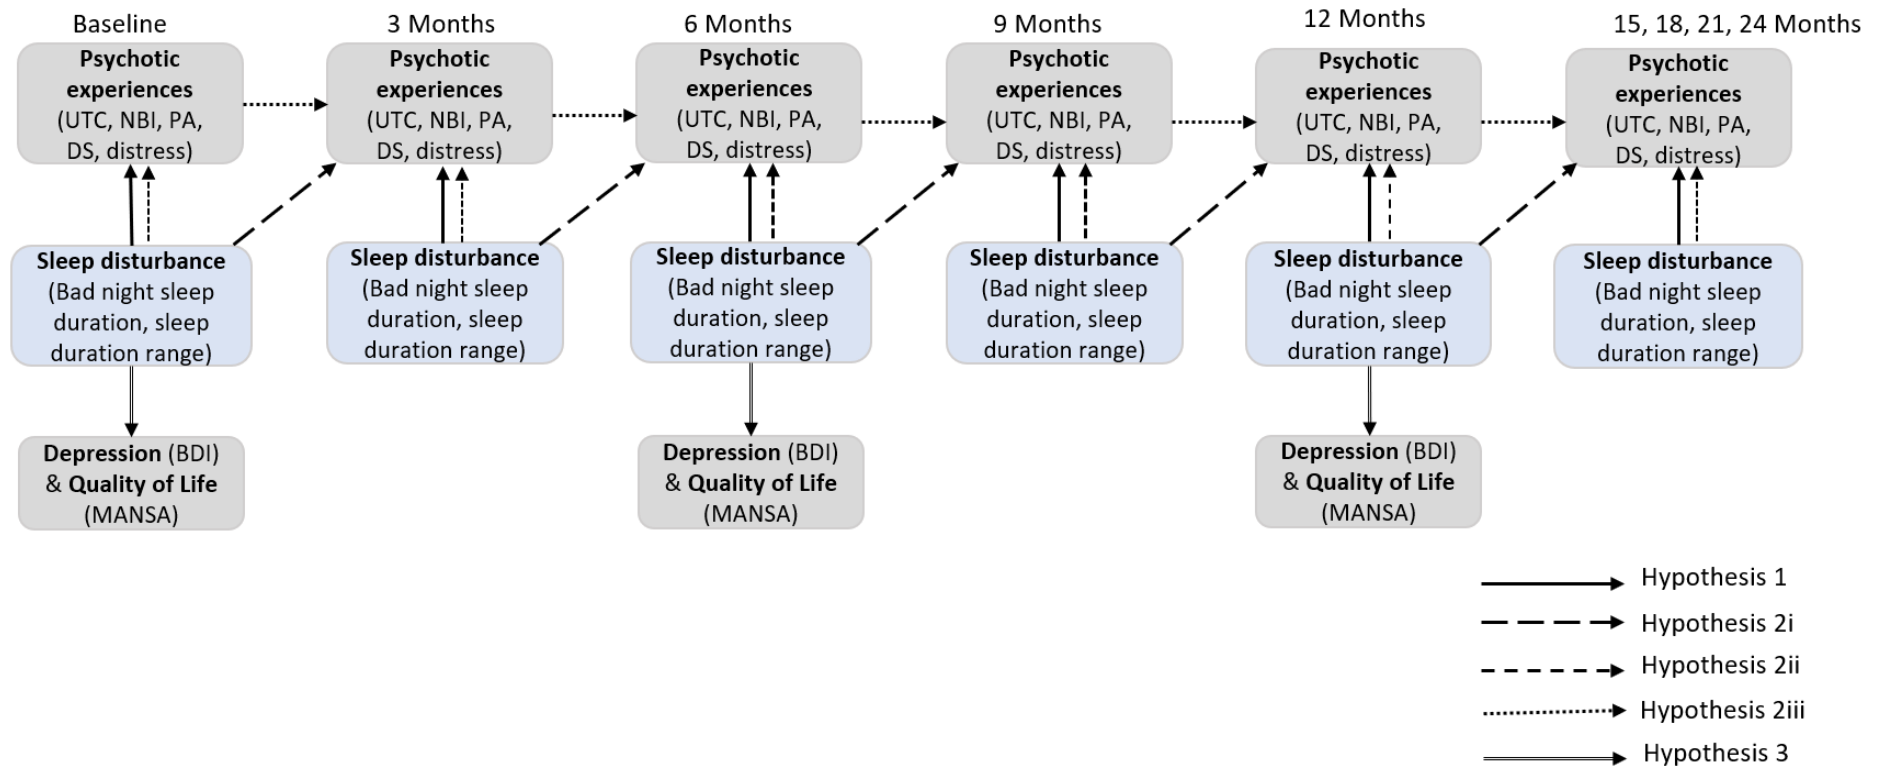 Baseline
3 Months
6 Months
9 Months
12 Months
15, 18, 21, 24 Months
Psychotic
experiences
(UTC, NBI, PA,
DS, distress)
Psychotic
experiences
(UTC, NBI, PA,
DS, distress)
Psychotic
experiences
(UTC, NBI, PA,
DS, distress)
Psychotic
experiences
(UTC, NBI, PA,
DS, distress)
Psychotic
experiences
(UTC, NBI, PA,
DS, distress)
Psychotic
experiences
(UTC, NBI, PA,
DS, distress)
Sleep disturbance
(Bad night sleep
duration, sleep
duration range)
Sleep disturbance
(Bad night sleep
duration, sleep
duration range)
Sleep disturbance
(Bad night sleep
duration, sleep
duration range)
Sleep disturbance
(Bad night sleep
duration, sleep
duration range)
Sleep disturbance
(Bad night sleep
duration, sleep
duration range)
Sleep disturbance
(Bad night sleep
duration, sleep
duration range)
Depression (BDI)
& Quality of Life
(MANSA)
Depression (BDI)
& Quality of Life
(MANSA)
Depression (BDI)
& Quality of Life
(MANSA)
Hypothesis 1
Hypothesis 2i
Hypothesis 2ii
Hypothesis 2iii
Hypothesis 3